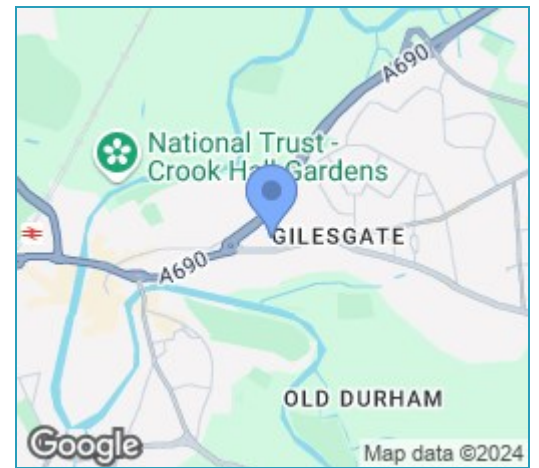 A690
National Trust -
Crook Hall Gardens
GILESGATE
A690
OLD DURHAM
Google
Map data ©2024